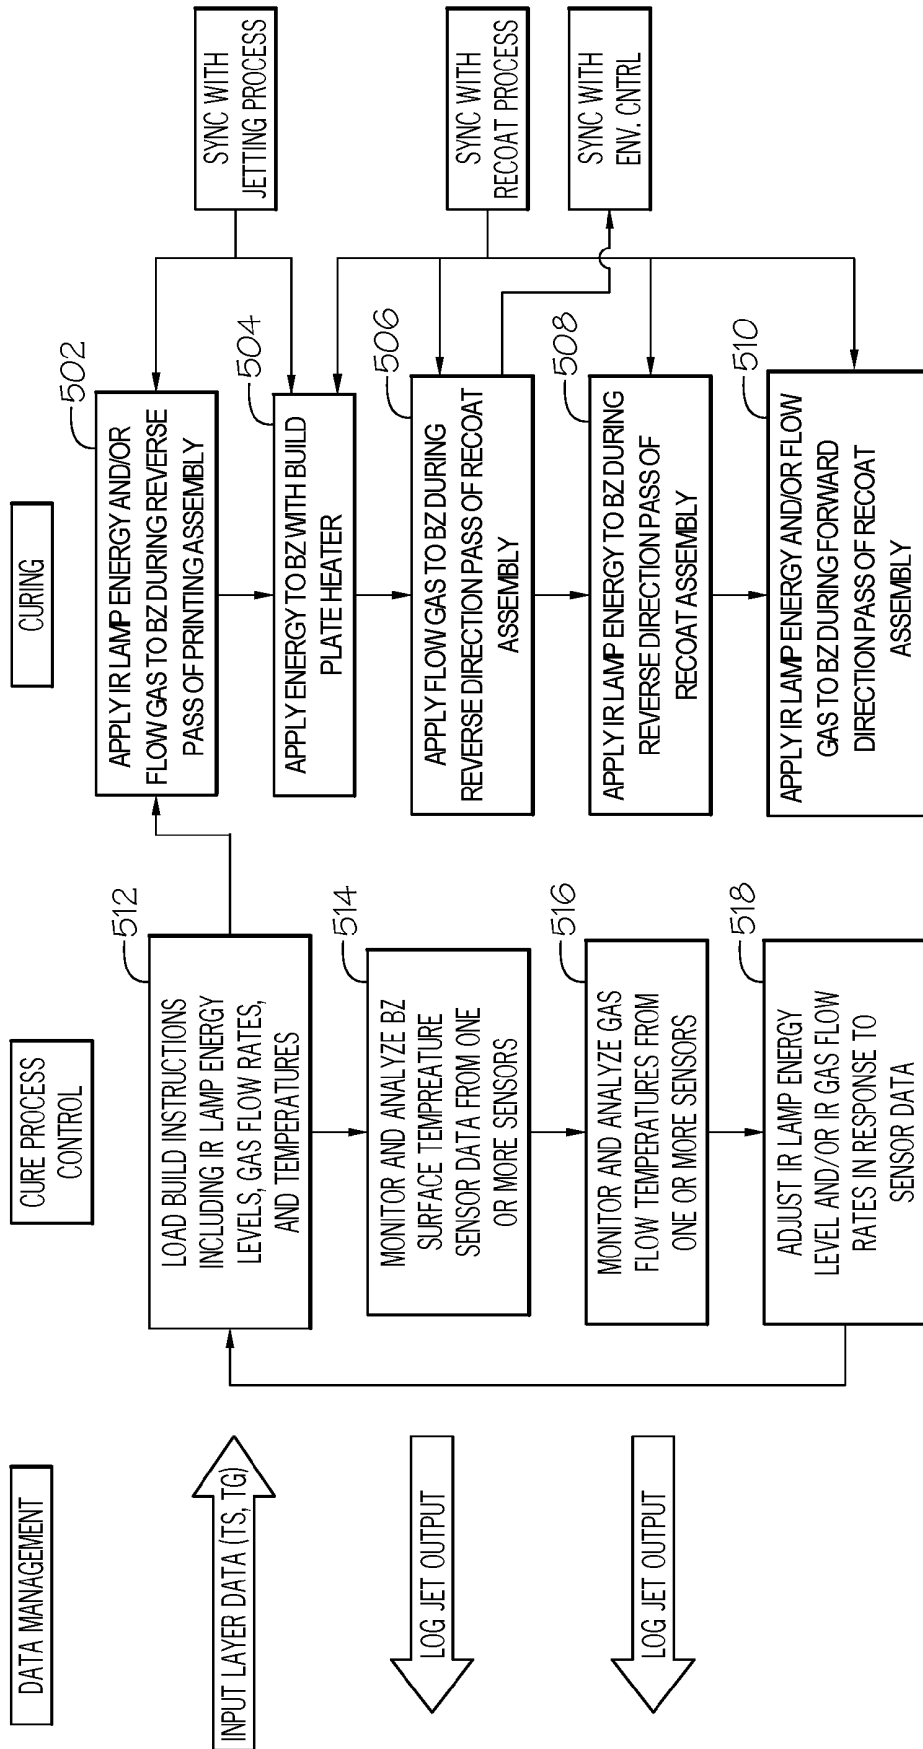 DATA MANAGEMENT
INPUT LAYER DATA (TS, TG)
LOG JET OUTPUT
LOG JET OUTPUT
CURE PROCESS
CONTROL
512
LOAD BUILD INSTRUCTIONS
INCLUDING IR LAMP ENERGY
LEVELS, GAS FLOW RATES,
AND TEMPERATURES
514
MONITOR AND ANALYZE BZ
SURFACE TEMPREATURE
SENSOR DATA FROM ONE
OR MORE SENSORS
516
MONITOR AND ANALYZE GAS
FLOW TEMPERATURES FROM
ONE OR MORE SENSORS
518
ADJUST IR LAMP ENERGY
LEVEL AND/OR IR GAS FLOW
RATES IN RESPONSE TO
SENSOR DATA
CURING
502
APPLY IR LAMP ENERGY AND/OR
FLOW GAS TO BZ DURING REVERSE
PASS OF PRINTING ASSEMBLY
504
APPLY ENERGY TO BZ WITH BUILD
PLATE HEATER
506
APPLY FLOW GAS TO BZ DURING
REVERSE DIRECTION PASS OF RECOAT
ASSEMBLY
508
APPLY IR LAMP ENERGY TO BZ DURING
REVERSE DIRECTION PASS OF
RECOAT ASSEMBLY
510
APPLY IR LAMP ENERGY AND/OR FLOW
GAS TO BZ DURING FORWARD
DIRECTION PASS OF RECOAT
ASSEMBLY
SYNC WITH
JETTING PROCESS
SYNC WITH
RECOAT PROCESS
SYNC WITH
ENV. CNTRL